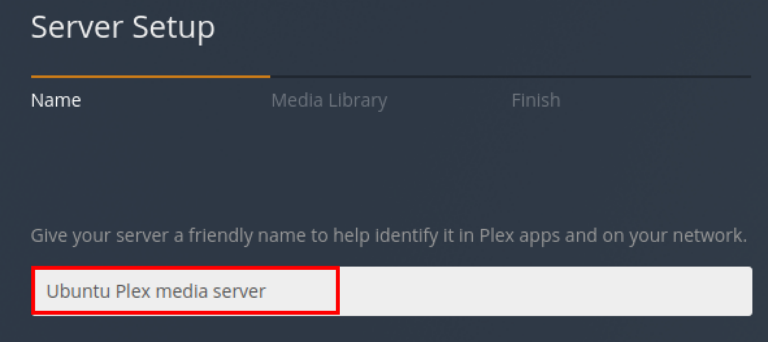 Server Setup
Name Media Library Finish
Give your server a friendly name to help identify it in Plex apps and on your network.
Ubuntu Plex media server